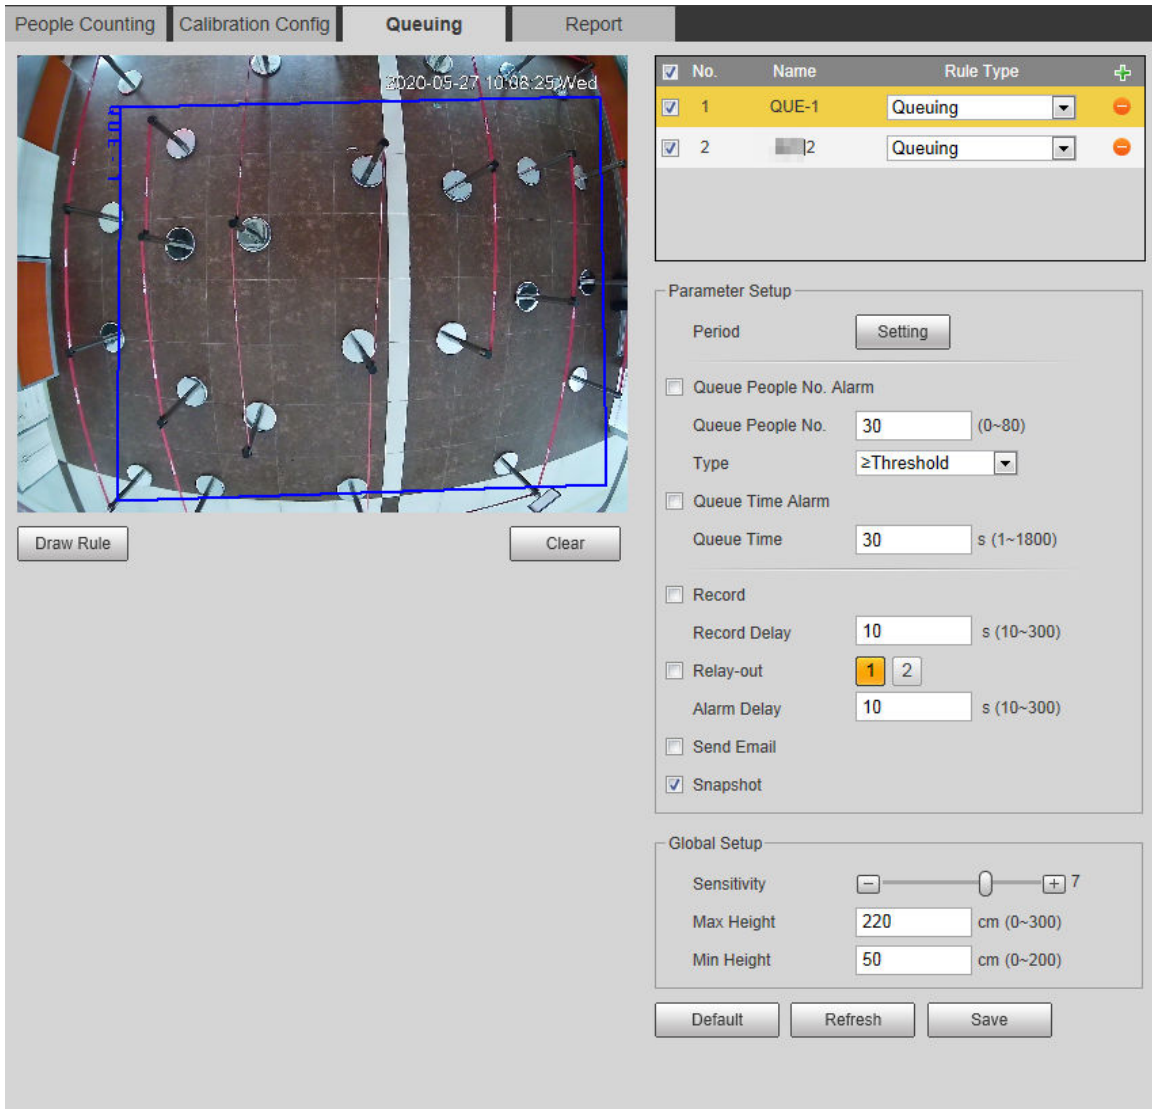 People Counting Calibration Config Queuing Report
2020-05-27 10:08:25 Wed
QUE-1
Draw Rule Clear
No. Name Rule Type
1 QUE-1 Queuing
2 2 Queuing
Parameter Setup
Period Setting
Queue People No. Alarm
Queue People No. 30 (0~80)
Type ≥Threshold
Queue Time Alarm
Queue Time 30 s (1~1800)
Record
Record Delay 10 s (10~300)
Relay-out 1 2
Alarm Delay 10 s (10~300)
Send Email
Snapshot
Global Setup
Sensitivity 7
Max Height 220 cm (0~300)
Min Height 50 cm (0~200)
Default Refresh Save